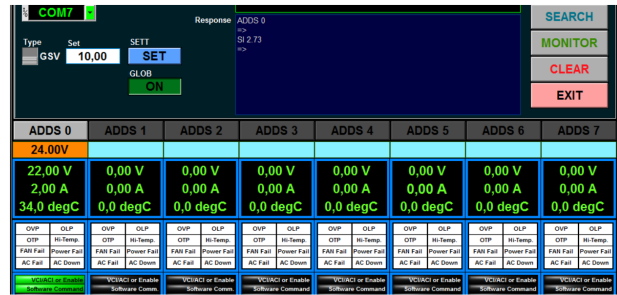 COM7
Response
ADDS 0
=>
SI 2.73
=>
SEARCH
MONITOR
CLEAR
EXIT
Type Set SETT
GSV 10,00 SET
GLOB
ON
ADDS 0 ADDS 1 ADDS 2 ADDS 3 ADDS 4 ADDS 5 ADDS 6 ADDS 7
24.00V
22,00 V 0,00 V 0,00 V 0,00 V 0,00 V 0,00 V 0,00 V 0,00 V
2,00 A 0,00 A 0,00 A 0,00 A 0,00 A 0,00 A 0,00 A 0,00 A
34,0 degC 0,0 degC 0,0 degC 0,0 degC 0,0 degC 0,0 degC 0,0 degC 0,0 degC
OVP OLP OVP OLP OVP OLP OVP OLP OVP OLP OVP OLP OVP OLP OVP OLP
OTP Hi-Temp. OTP Hi-Temp. OTP Hi-Temp. OTP Hi-Temp. OTP Hi-Temp. OTP Hi-Temp. OTP Hi-Temp. OTP Hi-Temp.
FAN Fail Power Fail FAN Fail Power Fail FAN Fail Power Fail FAN Fail Power Fail FAN Fail Power Fail FAN Fail Power Fail FAN Fail Power Fail FAN Fail Power Fail
AC Fail AC Down AC Fail AC Down AC Fail AC Down AC Fail AC Down AC Fail AC Down AC Fail AC Down AC Fail AC Down AC Fail AC Down
VCI/ACI or Enable VCI/ACI or Enable VCI/ACI or Enable VCI/ACI or Enable VCI/ACI or Enable VCI/ACI or Enable VCI/ACI or Enable VCI/ACI or Enable
Software Command Software Comm. Software Comm. Software Command Software Command Software Command Software Command Software Command